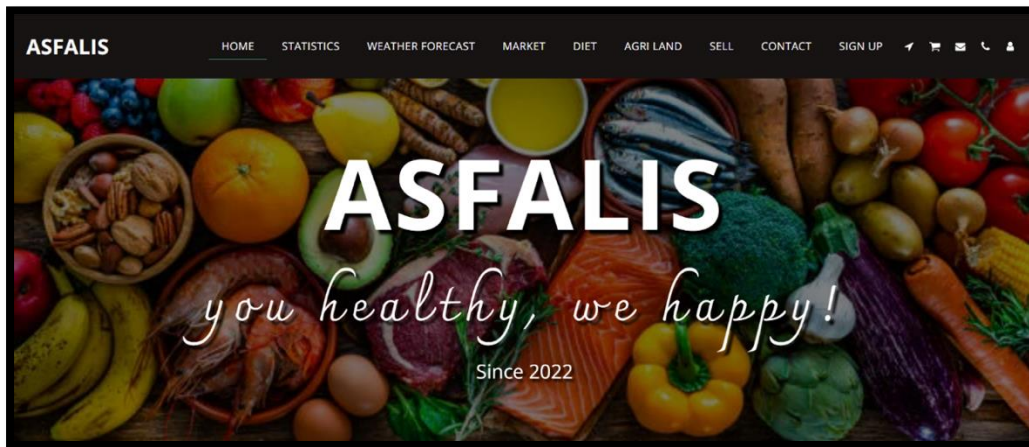 ASFALIS HOME STATISTICS WEATHER FORECAST MARKET DIET AGRI LAND SELL CONTACT SIGN UP
ASFALIS
you healthy, we happy!
Since 2022